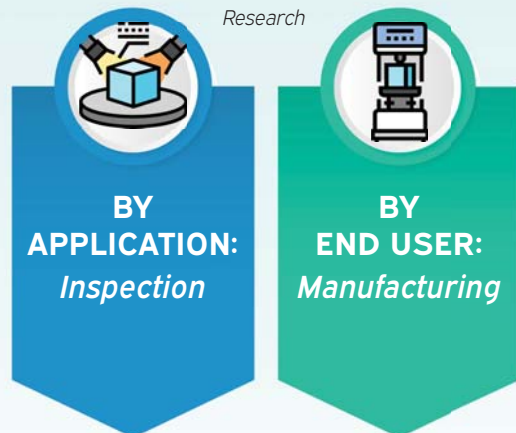 Research
BY
APPLICATION:
Inspection
BY
END USER:
Manufacturing